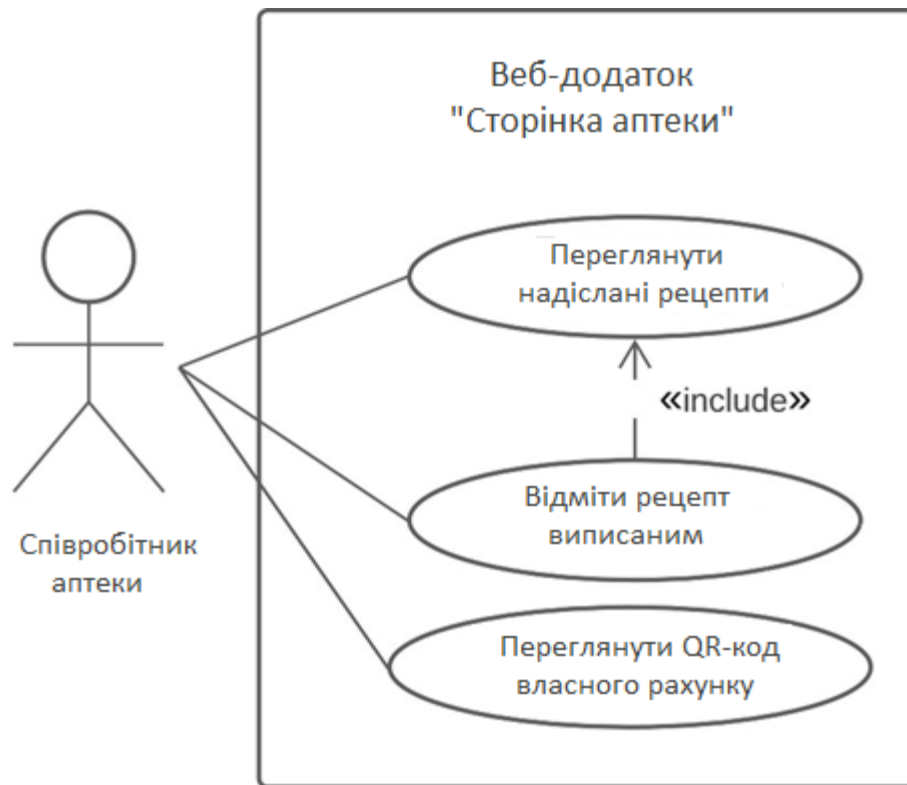 Веб-додаток
"Сторінка аптеки"
Переглянути
надіслані рецепти
«include»
Відміти рецепт
виписаним
Співробітник
аптеки
Переглянути QR-код
власного рахунку